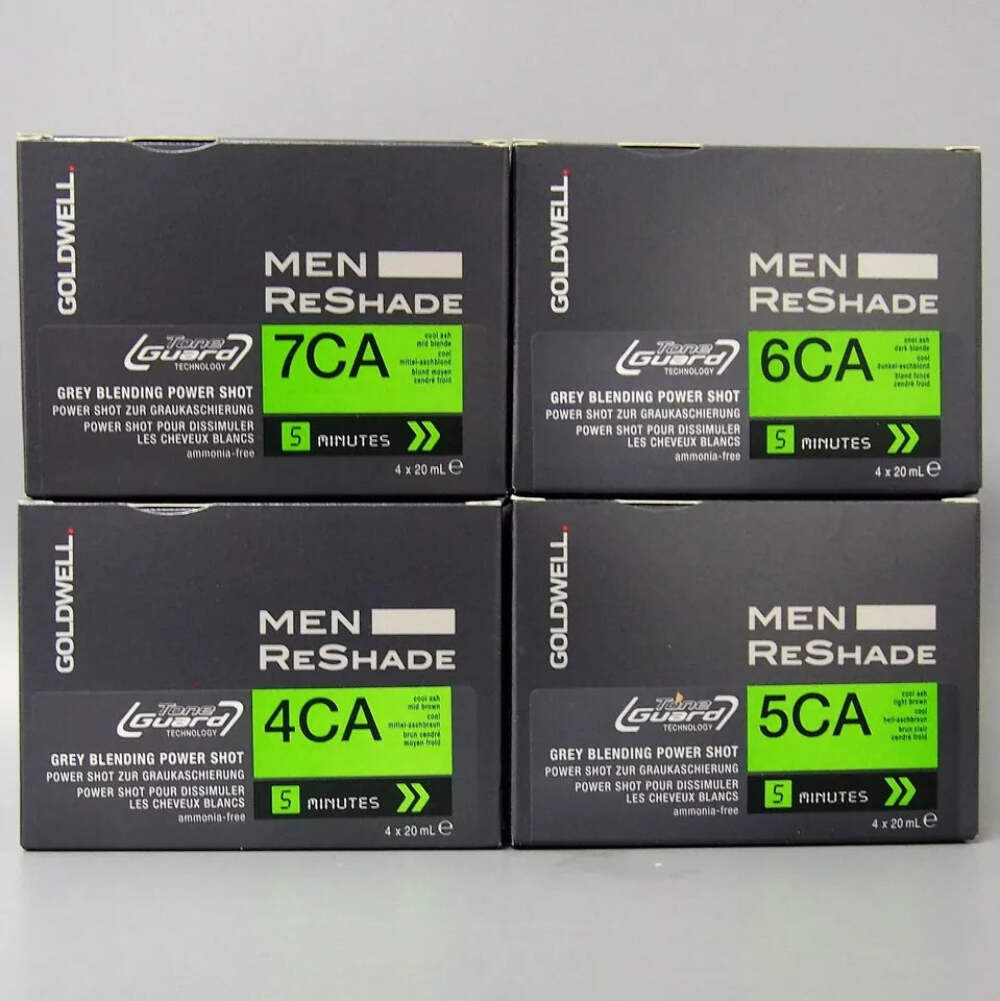 GOLDWELL.
MEN
RESHADE
Tone
Guard
TECHNOLOGY
7CA
cool ash
mid blonde
cool
mittel-aschblond
blond moyen
cendré froid
GREY BLENDING POWER SHOT
POWER SHOT ZUR GRAUKASCHIERUNG
POWER SHOT POUR DISSIMULER
LES CHEVEUX BLANCS
ammonia-free
5 MINUTES
4 x 20 mL e
GOLDWELL.
MEN
RESHADE
Tone
Guard
TECHNOLOGY
6CA
cool ash
dark blonde
cool
dunkel-aschblond
blond foncé
cendré froid
GREY BLENDING POWER SHOT
POWER SHOT ZUR GRAUKASCHIERUNG
POWER SHOT POUR DISSIMULER
LES CHEVEUX BLANCS
ammonia-free
5 MINUTES
4 x 20 mL e
GOLDWELL.
MEN
RESHADE
Tone
Guard
TECHNOLOGY
4CA
cool ash
mid brown
cool
mittel-aschbraun
brun cendré
moyen froid
GREY BLENDING POWER SHOT
POWER SHOT ZUR GRAUKASCHIERUNG
POWER SHOT POUR DISSIMULER
LES CHEVEUX BLANCS
ammonia-free
5 MINUTES
4 x 20 mL e
GOLDWELL.
MEN
RESHADE
Tone
Guard
TECHNOLOGY
5CA
cool ash
light brown
cool
hell-aschbraun
brun clair
cendré froid
GREY BLENDING POWER SHOT
POWER SHOT ZUR GRAUKASCHIERUNG
POWER SHOT POUR DISSIMULER
LES CHEVEUX BLANCS
ammonia-free
5 MINUTES
4 x 20 mL e